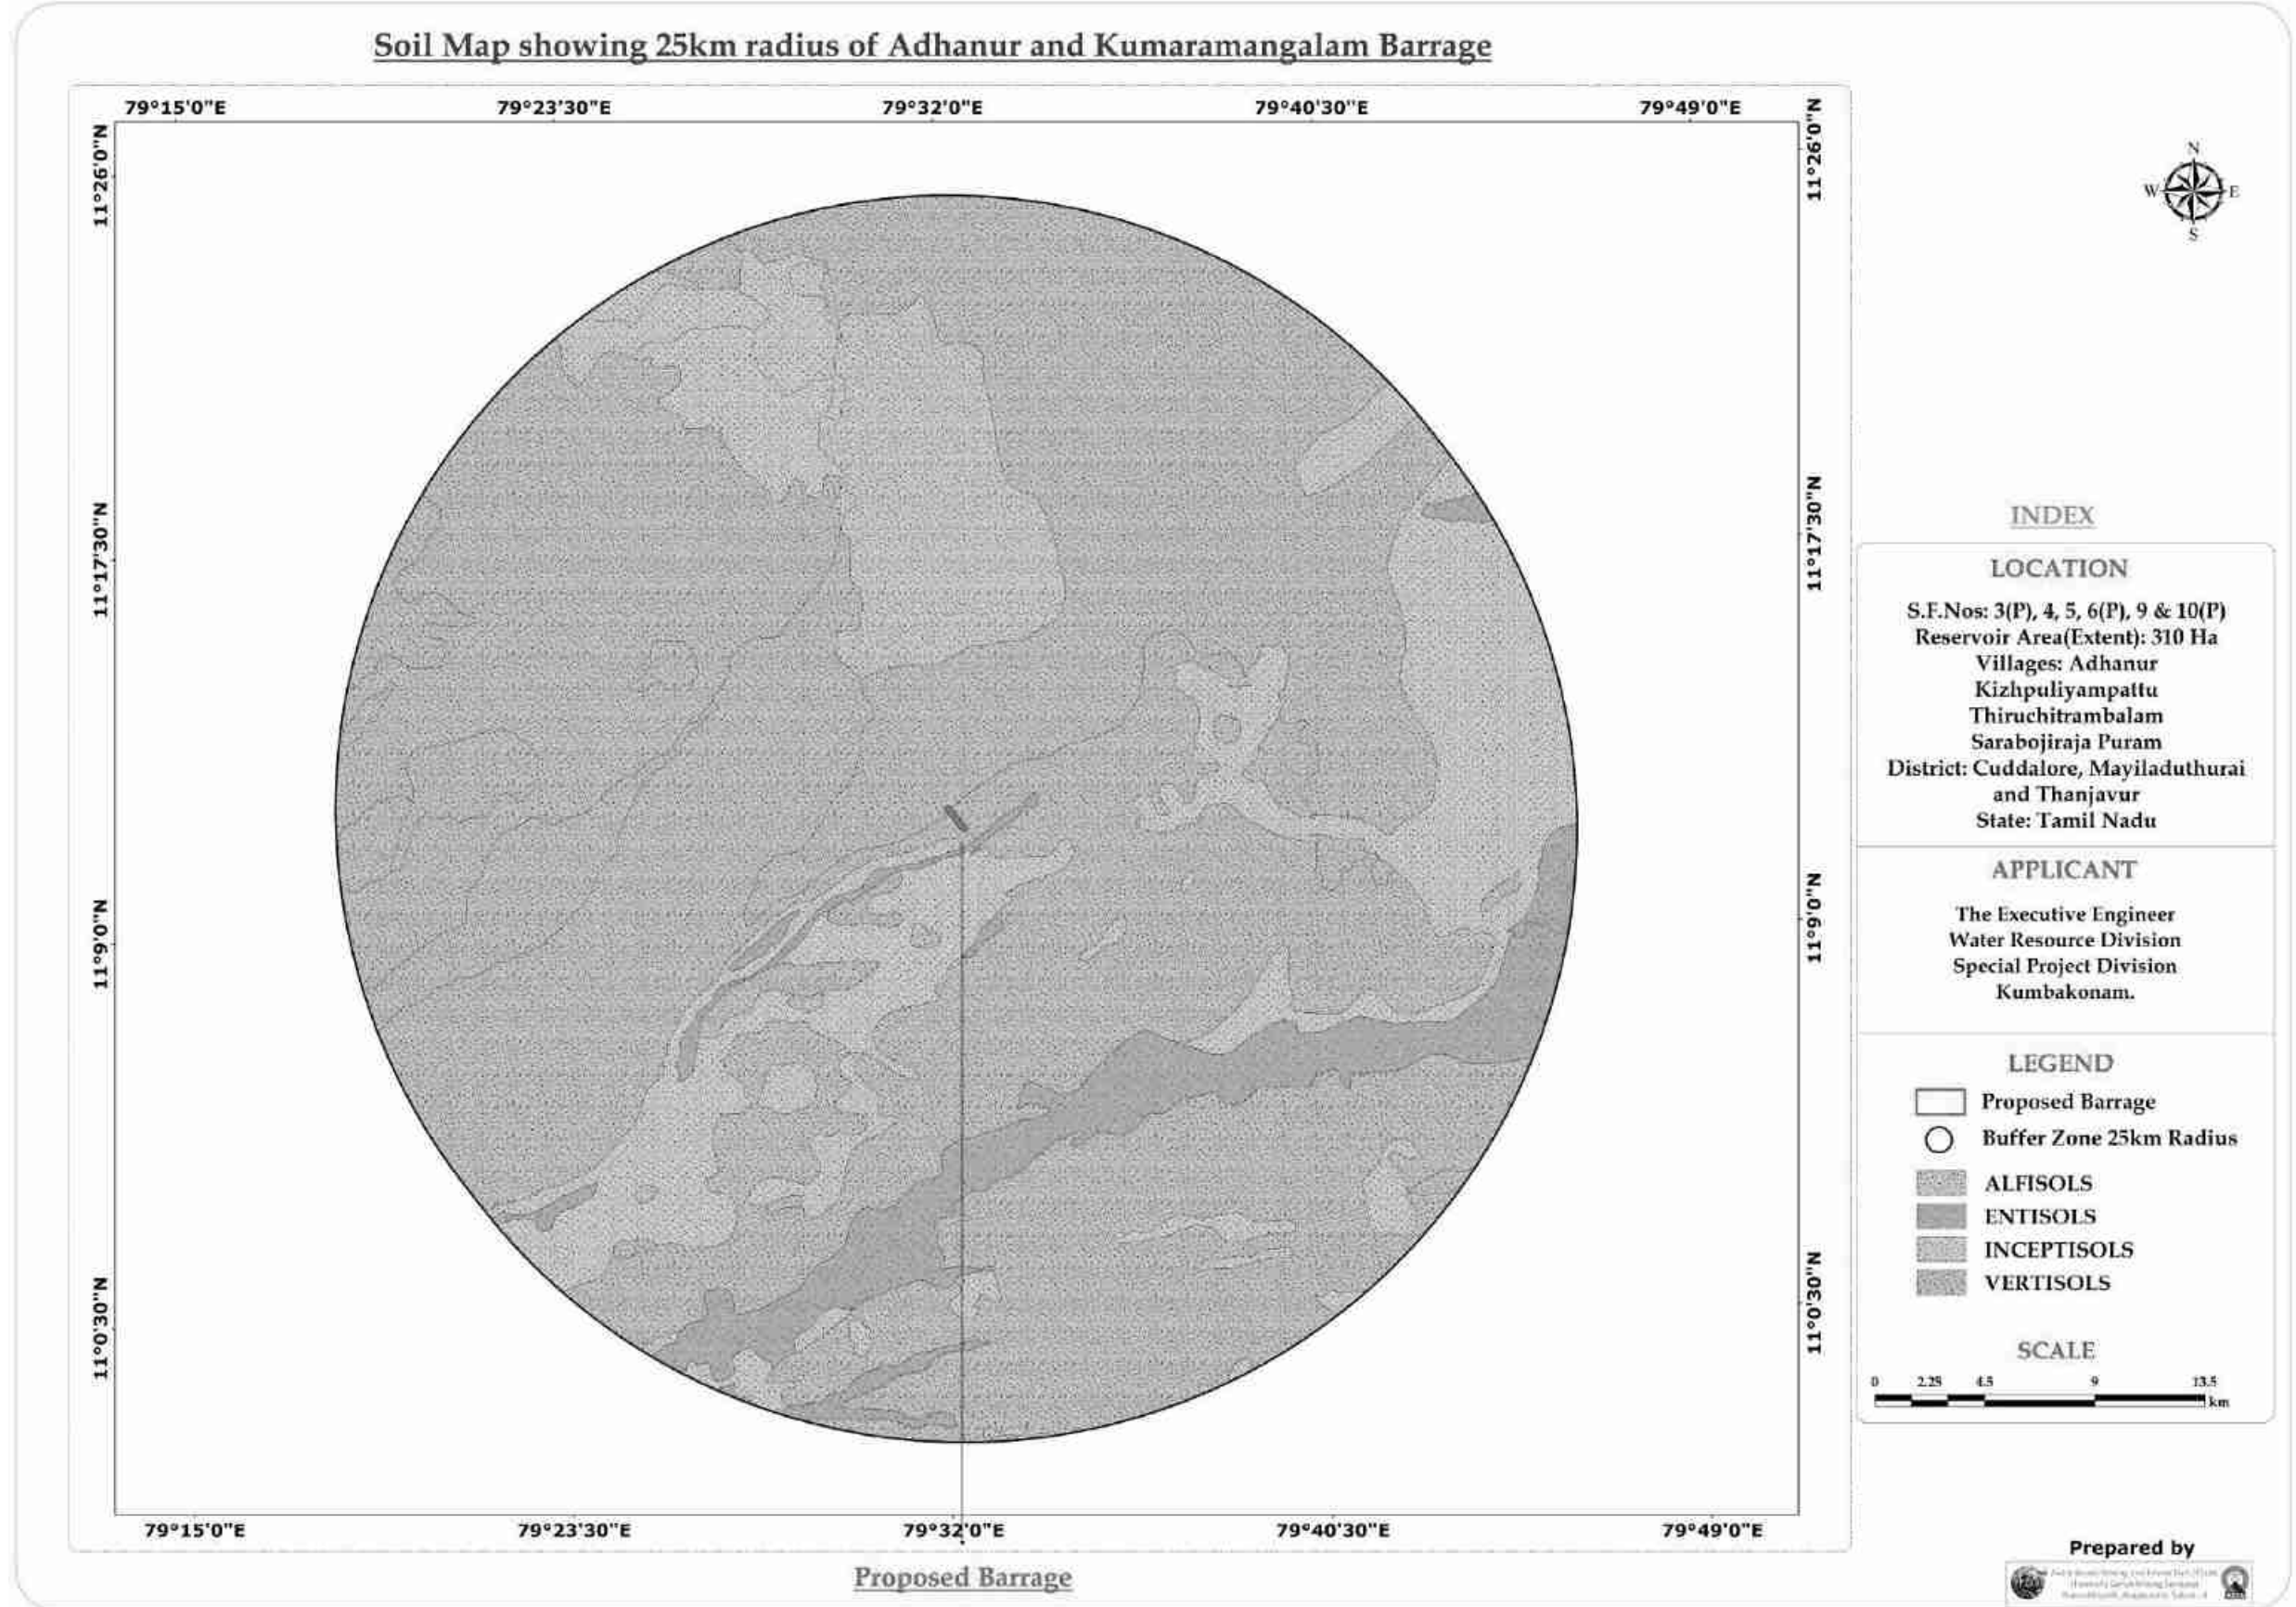 Soil Map showing 25km radius of Adhanur and Kumaramangalam Barrage
79°15'0"E 79°23'30"E 79°32'0"E 79°40'30"E 79°49'0"E
11°26'0"N 11°26'0"N
11°17'30"N 11°17'30"N
11°9'0"N 11°9'0"N
11°0'30"N 11°0'30"N
79°15'0"E 79°23'30"E 79°32'0"E 79°40'30"E 79°49'0"E
Proposed Barrage
N
W E
S
INDEX
LOCATION
S.F.Nos: 3(P), 4, 5, 6(P), 9 & 10(P)
Reservoir Area(Extent): 310 Ha
Villages: Adhanur
Kizhpuliyampattu
Thiruchitrambalam
Sarabojiraja Puram
District: Cuddalore, Mayiladuthurai
and Thanjavur
State: Tamil Nadu
APPLICANT
The Executive Engineer
Water Resource Division
Special Project Division
Kumbakonam.
LEGEND
Proposed Barrage
Buffer Zone 25km Radius
ALFISOLS
ENTISOLS
INCEPTISOLS
VERTISOLS
SCALE
0 2.25 4.5 9 13.5
km
Prepared by